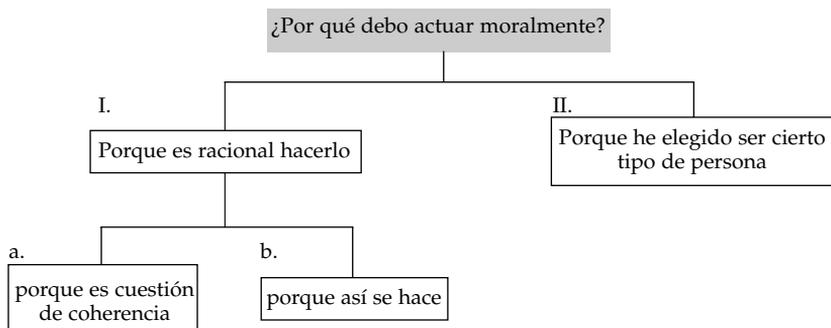 ¿Por qué debo actuar moralmente?
I.
Porque es racional hacerlo
II.
Porque he elegido ser cierto
tipo de persona
a.
porque es cuestión
de coherencia
b.
porque así se hace